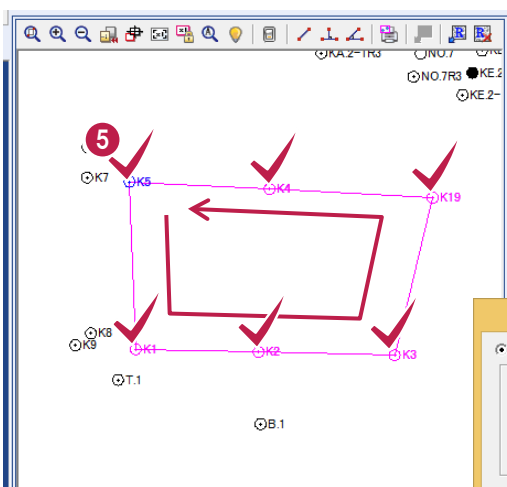 KA.2-1R3
NO.7
NO.7R3
KE.2
KE.2-
5
K7
K5
K4
K19
K8
K9
K1
K2
K3
T.1
B.1